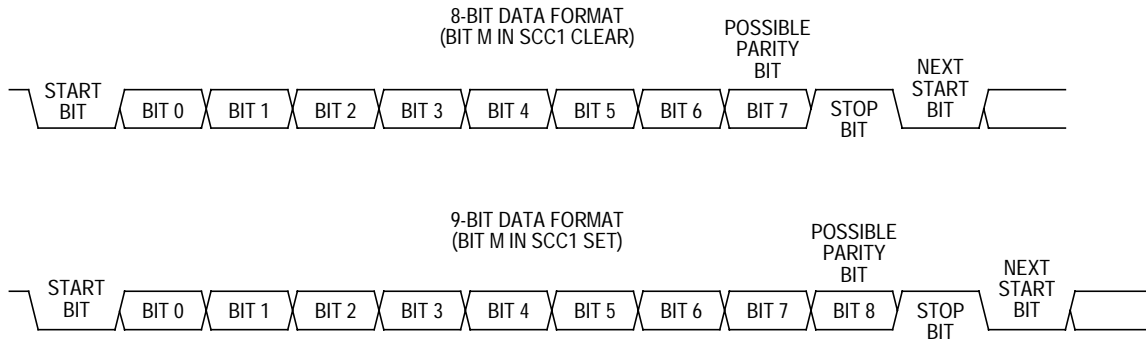 8-BIT DATA FORMAT
(BIT M IN SCC1 CLEAR)
POSSIBLE
PARITY
BIT
NEXT
START
BIT
START
BIT
BIT 0
BIT 1
BIT 2
BIT 3
BIT 4
BIT 5
BIT 6
BIT 7
STOP
BIT
9-BIT DATA FORMAT
(BIT M IN SCC1 SET)
POSSIBLE
PARITY
BIT
NEXT
START
BIT
START
BIT
BIT 0
BIT 1
BIT 2
BIT 3
BIT 4
BIT 5
BIT 6
BIT 7
BIT 8
STOP
BIT